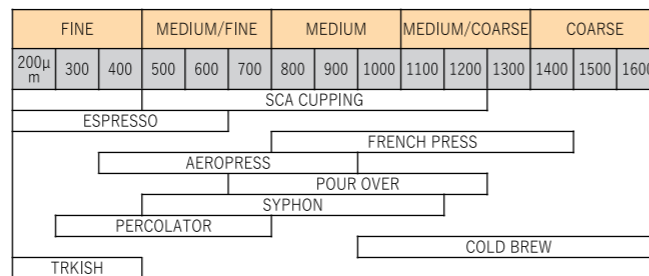 FINE MEDIUM/FINE MEDIUM MEDIUM/COARSE COARSE
200μm 300 400 500 600 700 800 900 1000 1100 1200 1300 1400 1500 1600
SCA CUPPING
ESPRESSO
FRENCH PRESS
AEROPRESS
POUR OVER
SYPHON
PERCOLATOR
COLD BREW
TRKISH